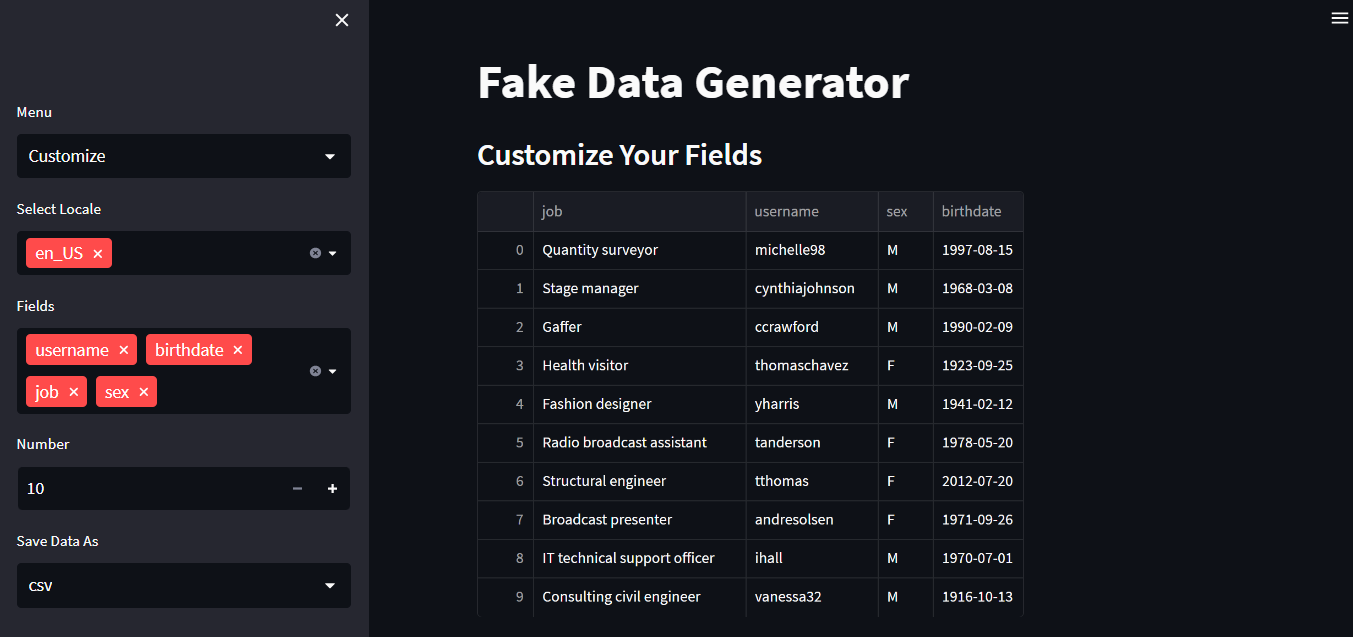 Menu
Customize
Select Locale
en_US
Fields
username birthdate
job sex
Number
10
Save Data As
csv
Fake Data Generator
Customize Your Fields
job username sex birthdate
0 Quantity surveyor michelle98 M 1997-08-15
1 Stage manager cynthiajohnson M 1968-03-08
2 Gaffer ccrawford M 1990-02-09
3 Health visitor thomaschavez F 1923-09-25
4 Fashion designer yharris M 1941-02-12
5 Radio broadcast assistant tanderson F 1978-05-20
6 Structural engineer tthomas F 2012-07-20
7 Broadcast presenter andresolsen F 1971-09-26
8 IT technical support officer ihall M 1970-07-01
9 Consulting civil engineer vanessa32 M 1916-10-13